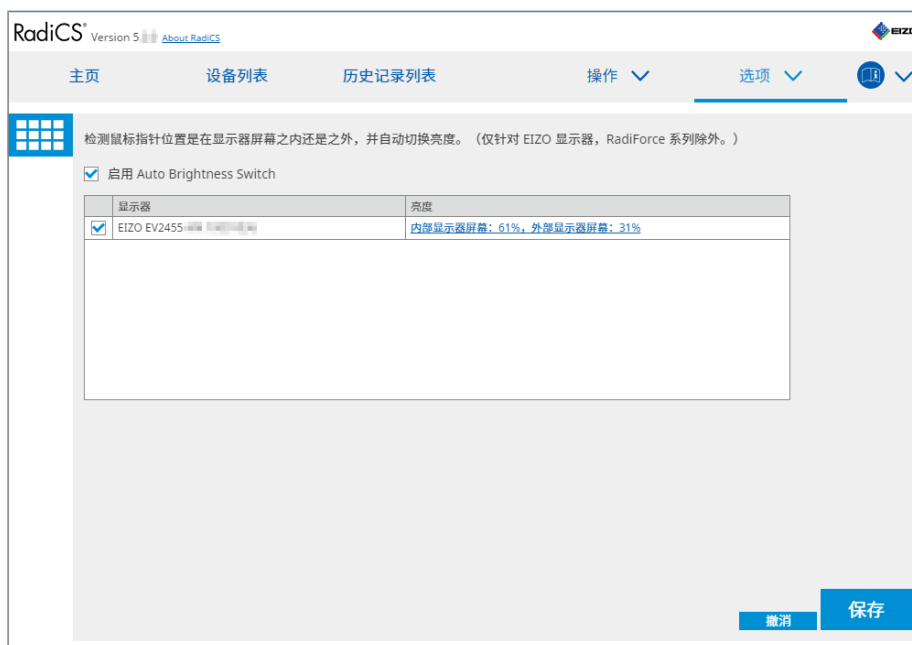 RadiCS® Version 5. About RadiCS
EIZO
主页 设备列表 历史记录列表 操作 选项
检测鼠标指针位置是在显示器屏幕之内还是之外，并自动切换亮度。（仅针对 EIZO 显示器，RadiForce 系列除外。）
启用 Auto Brightness Switch
显示器 亮度
EIZO EV2455 内部显示器屏幕：61%，外部显示器屏幕：31%
撤消
保存